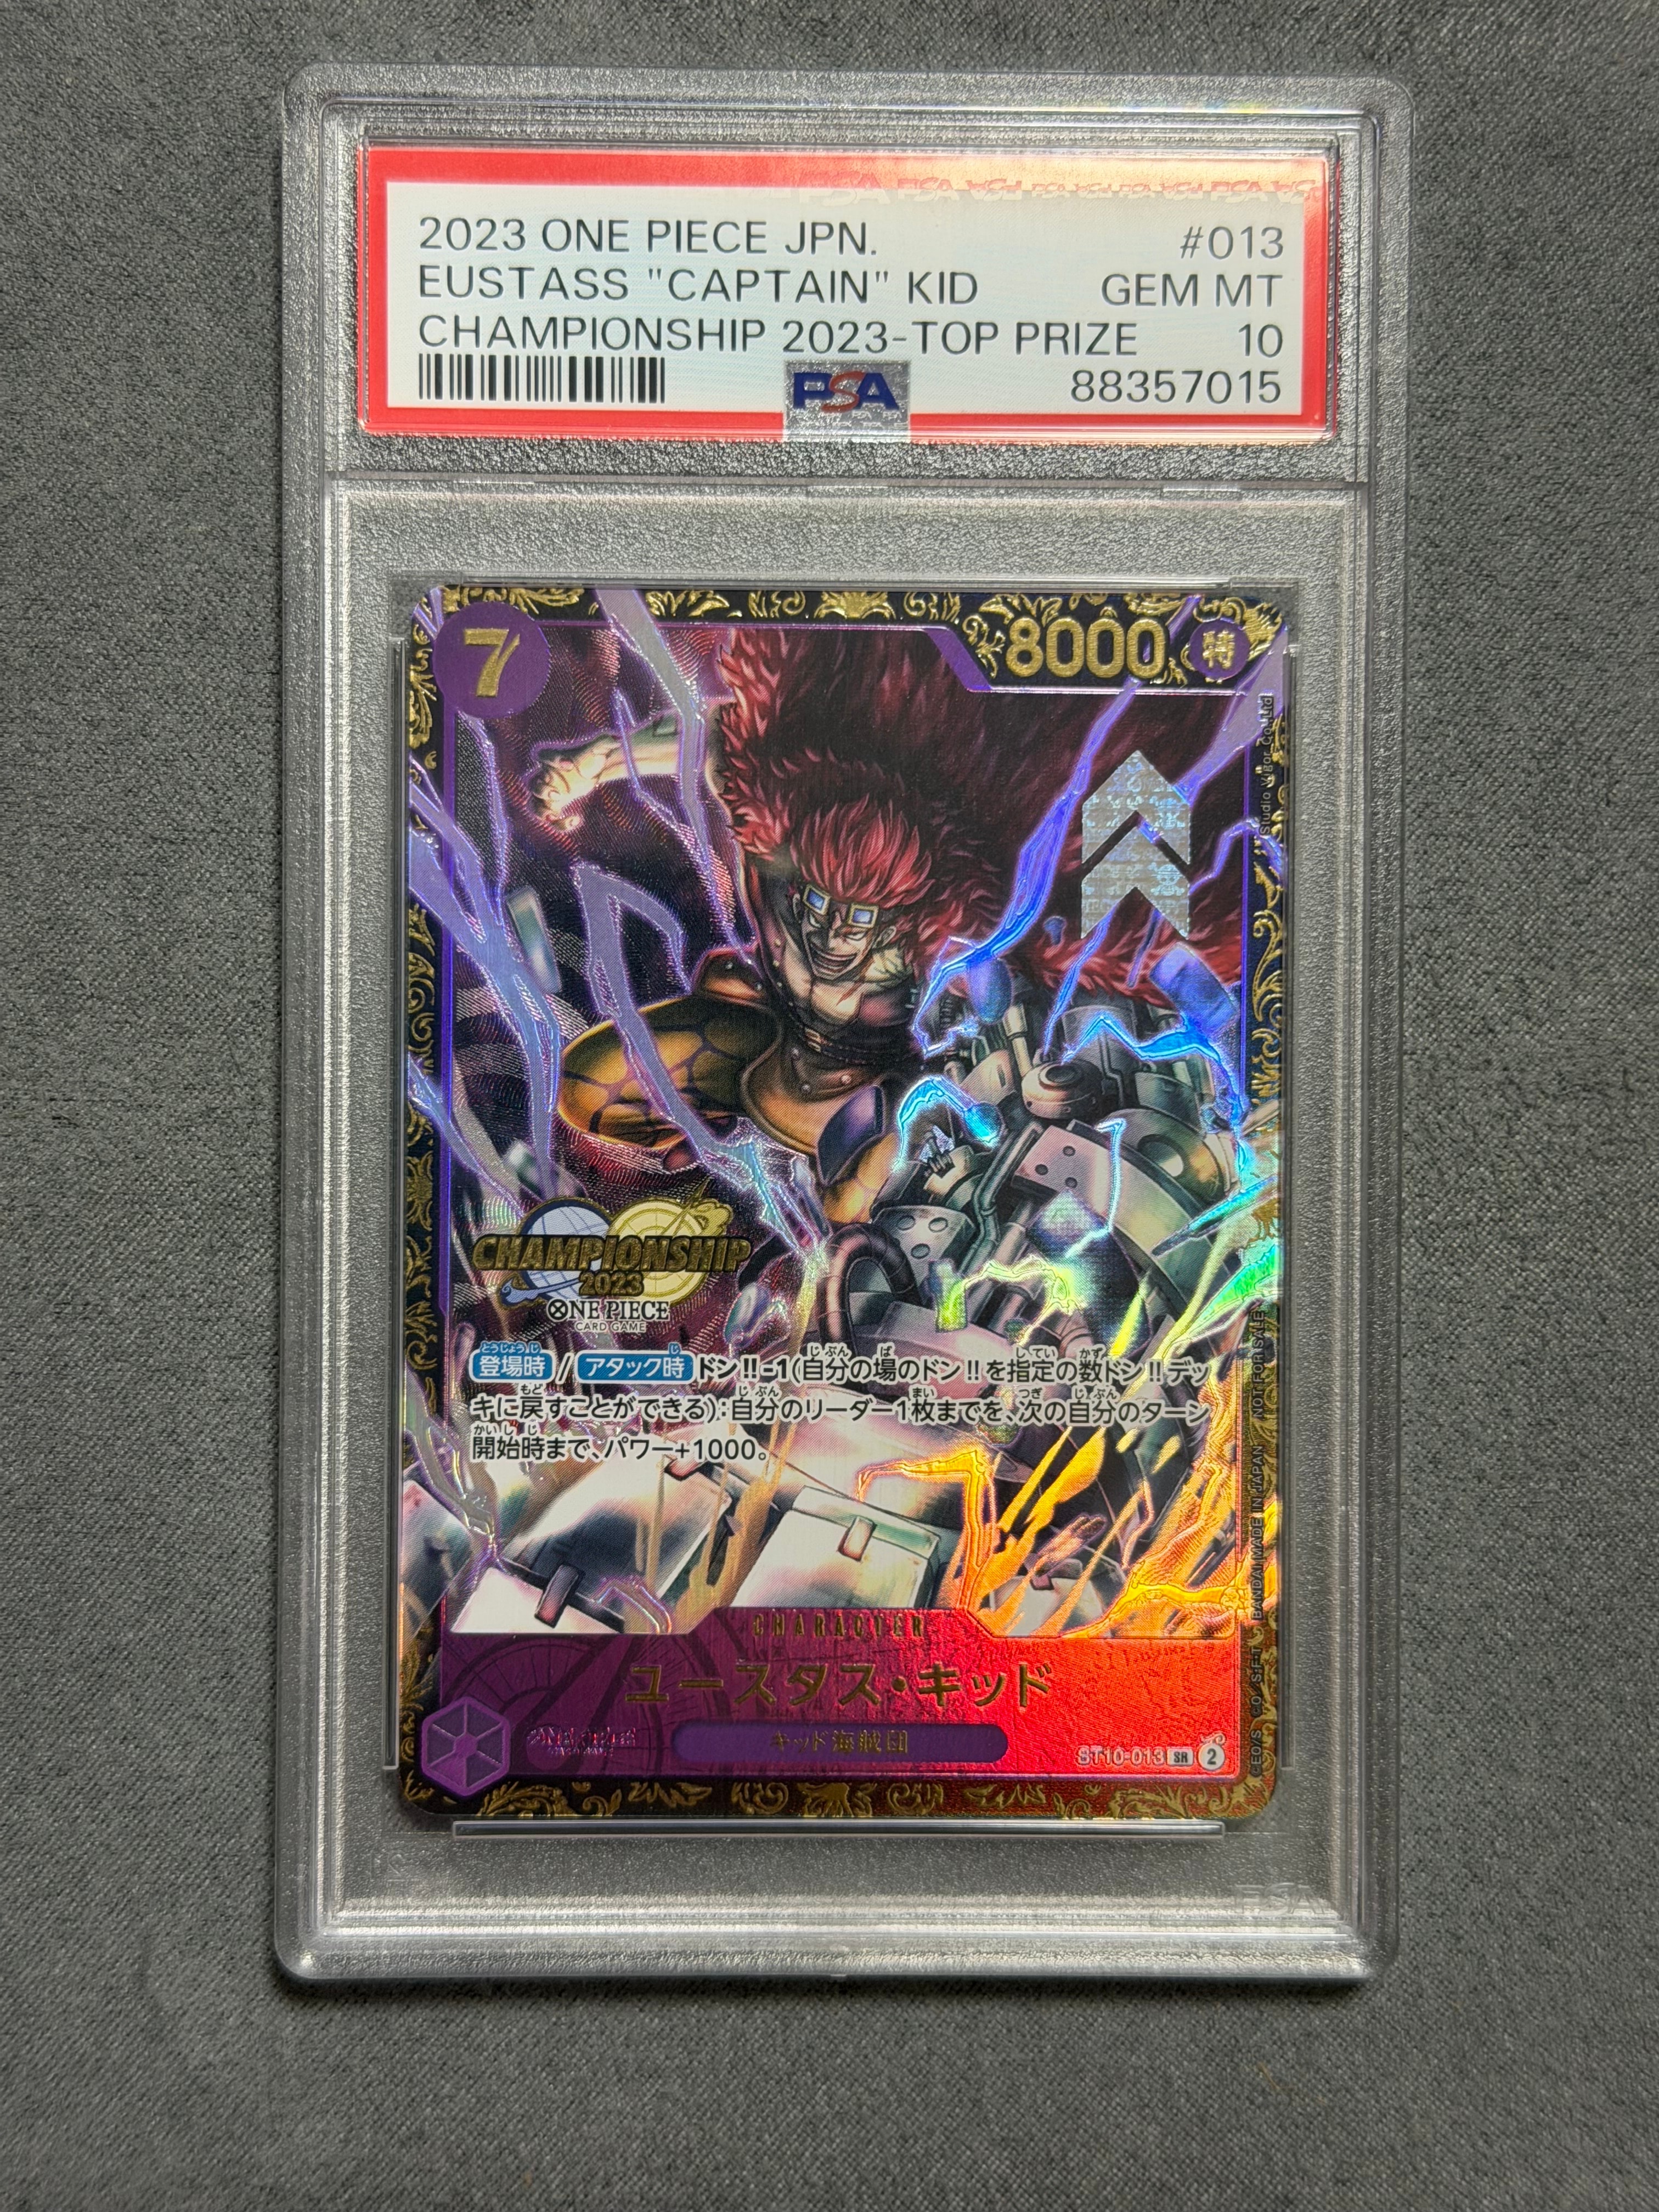 2023 ONE PIECE JPN. #013
EUSTASS "CAPTAIN" KID GEM MT
CHAMPIONSHIP 2023-TOP PRIZE 10
PSA 88357015
7 8000 特
CHAMPIONSHIP
2023
ONE PIECE
CARD GAME
登場時 / アタック時 ドン!!-1(自分の場のドン!!を指定の数ドン!!デッ
キに戻すことができる):自分のリーダー1枚までを、次の自分のターン
開始時まで、パワー+1000。
CHARACTER
ユースタス・キッド
キッド海賊団
ST10-013 SR 2
BANDAI MADE IN JAPAN NOT FOR SALE
Studio Vigor Co.,Ltd